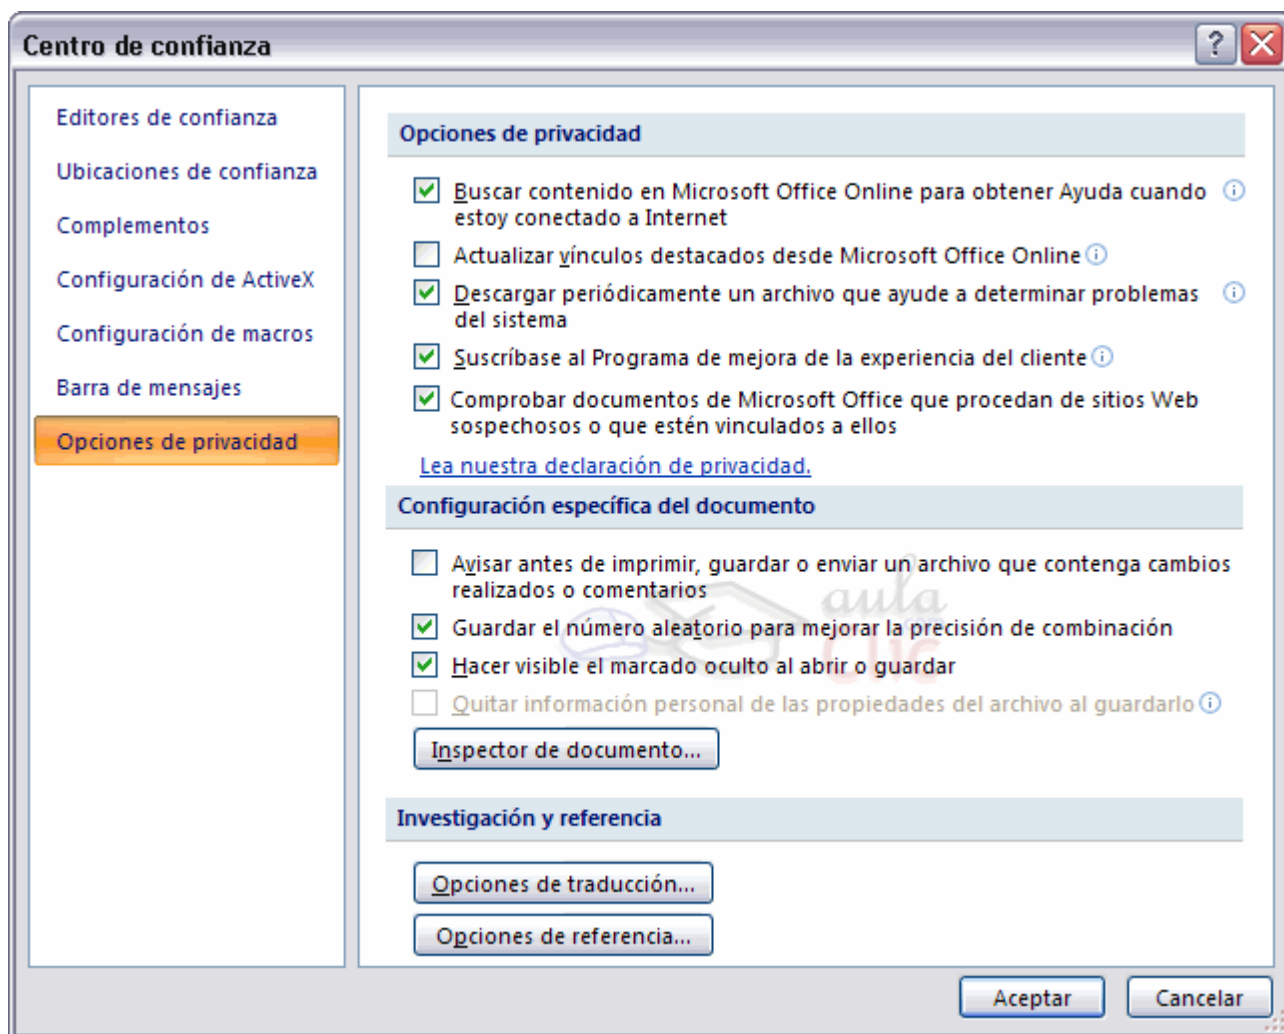 Centro de confianza
Editores de confianza
Ubicaciones de confianza
Complementos
Configuración de ActiveX
Configuración de macros
Barra de mensajes
Opciones de privacidad
Opciones de privacidad
Buscar contenido en Microsoft Office Online para obtener Ayuda cuando
estoy conectado a Internet
Actualizar vínculos destacados desde Microsoft Office Online
Descargar periódicamente un archivo que ayude a determinar problemas
del sistema
Suscríbase al Programa de mejora de la experiencia del cliente
Comprobar documentos de Microsoft Office que procedan de sitios Web
sospechosos o que estén vinculados a ellos
Lea nuestra declaración de privacidad.
Configuración específica del documento
Avisar antes de imprimir, guardar o enviar un archivo que contenga cambios
realizados o comentarios
aula
Guardar el número aleatorio para mejorar la precisión de combinación
Clic
Hacer visible el marcado oculto al abrir o guardar
Quitar información personal de las propiedades del archivo al guardarlo
Inspector de documento...
Investigación y referencia
Opciones de traducción...
Opciones de referencia...
Aceptar
Cancelar